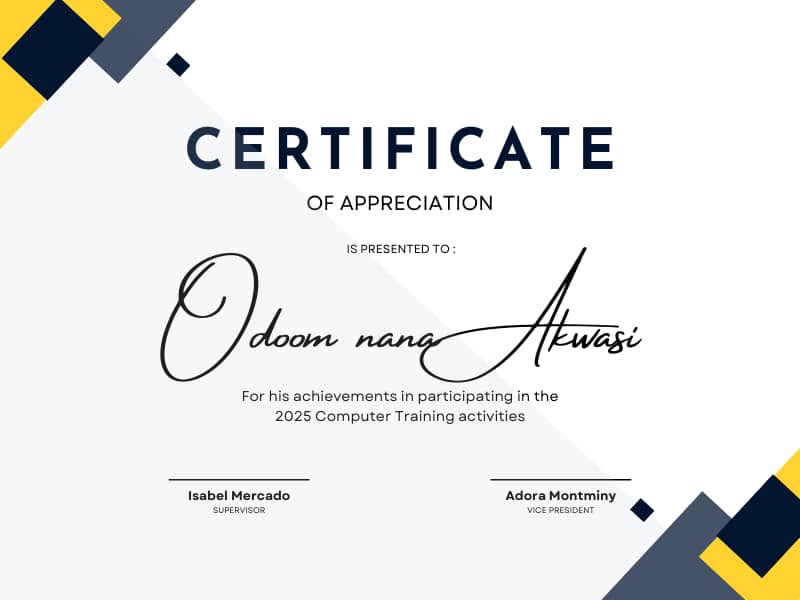 CERTIFICATE
OF APPRECIATION
IS PRESENTED TO :
Odoom nana Akwasi
For his achievements in participating in the
2025 Computer Training activities
Isabel Mercado
SUPERVISOR
Adora Montminy
VICE PRESIDENT